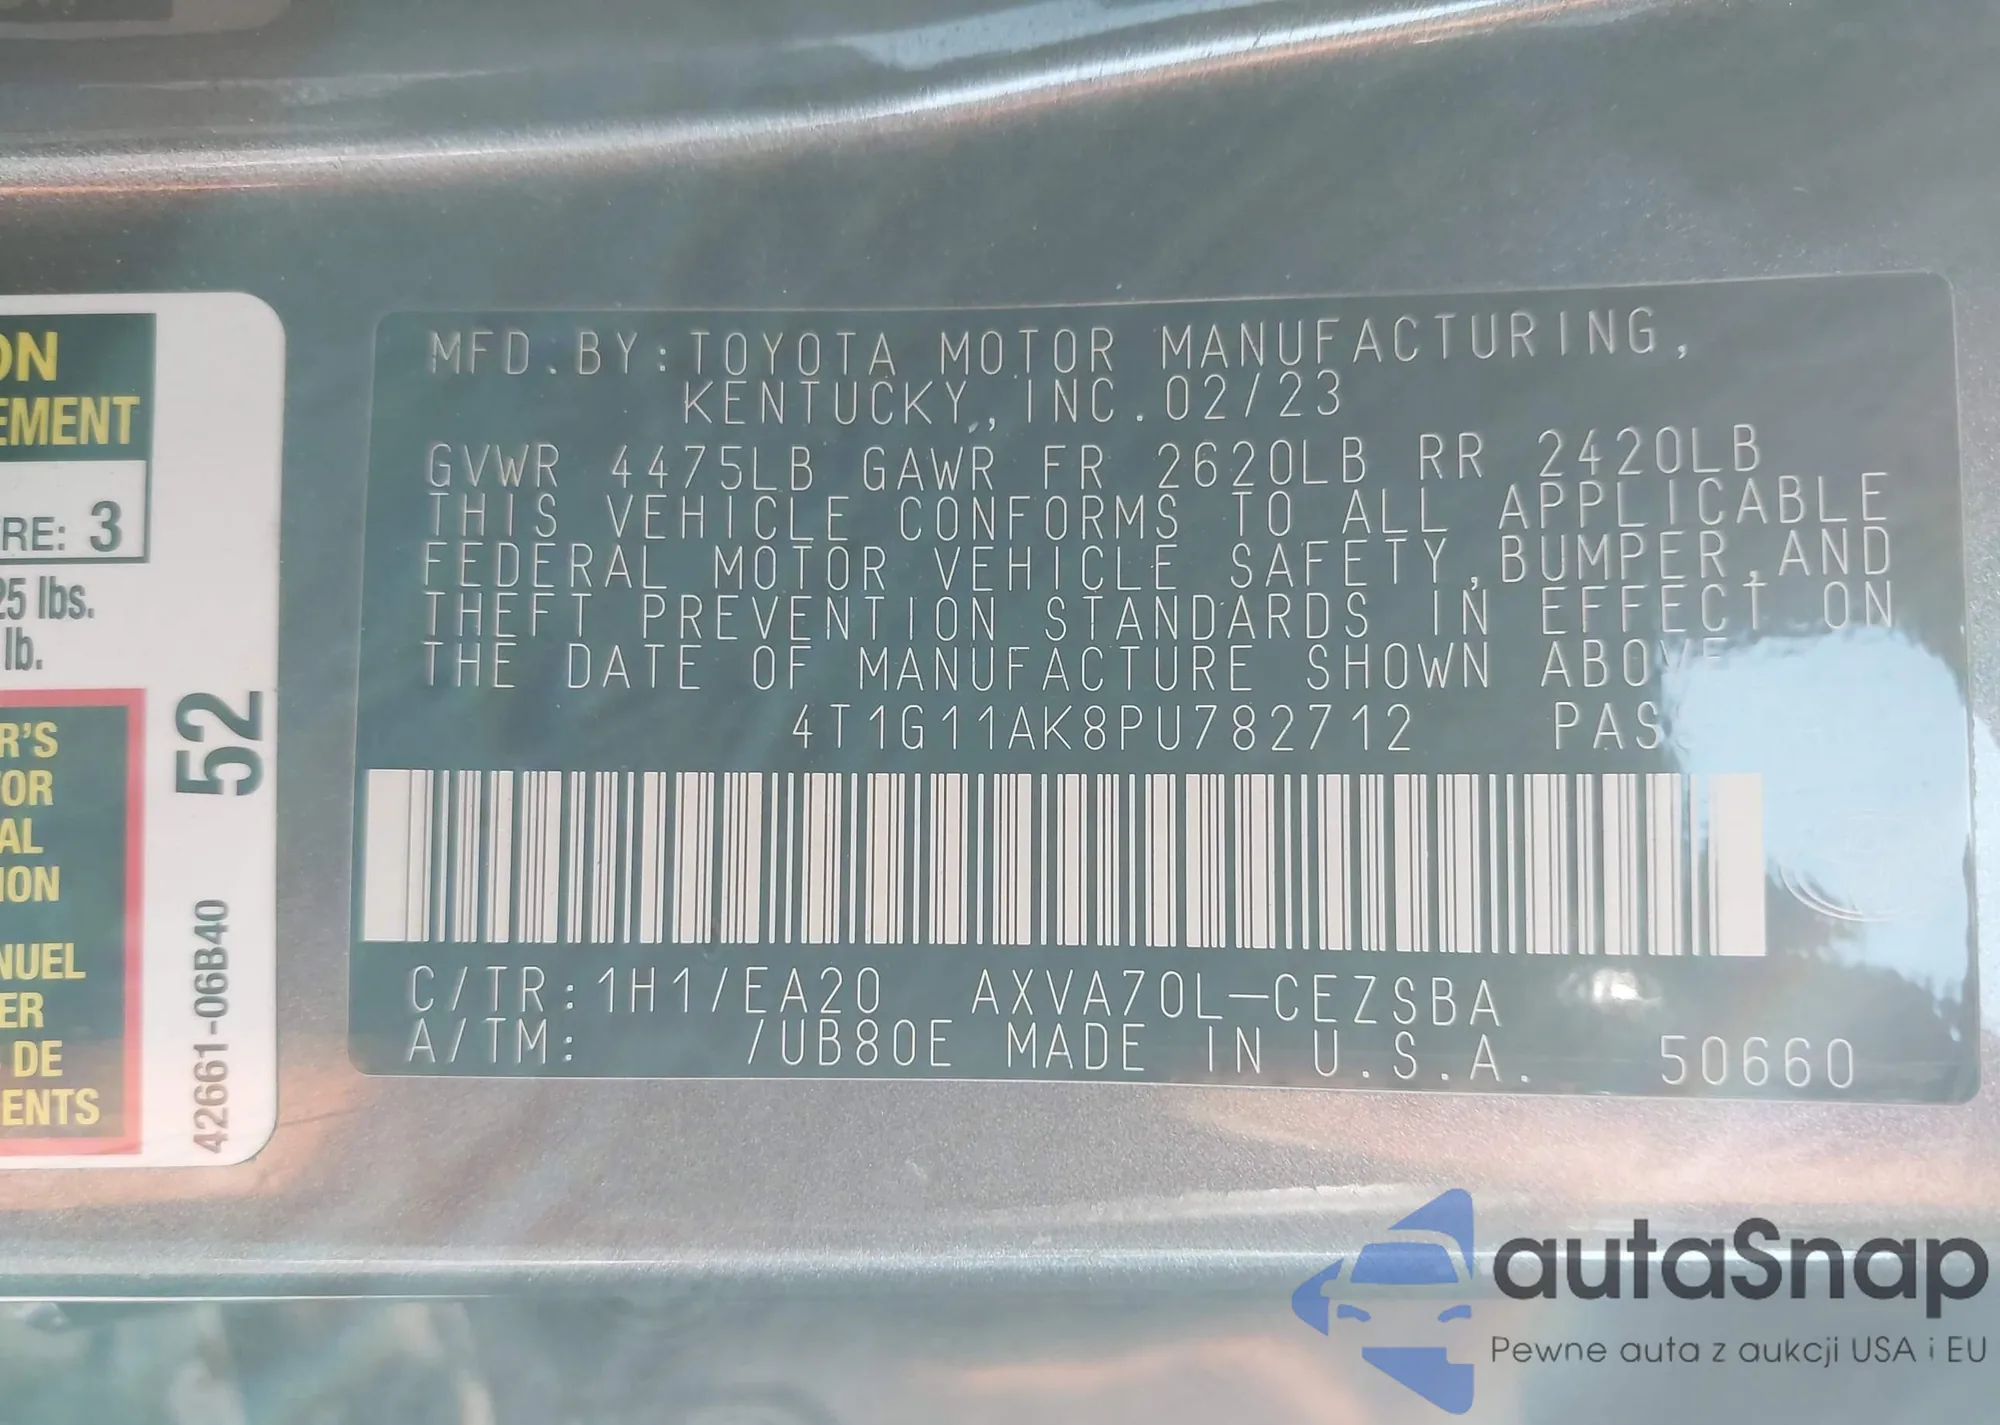 ON
EMENT
RE: 3
25 lbs.
lb.
R'S
OR
AL
ION
NUEL
ER
DE
ENTS
52
42661-06B40
MFD.BY:TOYOTA MOTOR MANUFACTURING,
KENTUCKY, INC.02/23
GVWR 4475LB GAWR FR 2620LB RR 2420LB
THIS VEHICLE CONFORMS TO ALL APPLICABLE
FEDERAL MOTOR VEHICLE SAFETY,BUMPER,AND
THEFT PREVENTION STANDARDS IN EFFECT ON
THE DATE OF MANUFACTURE SHOWN ABOVE
4T1G11AK8PU782712 PAS
C/TR:1H1/EA20 AXVA70L-CEZSBA
A/TM: /UB80E MADE IN U.S.A. 50660
autaSnap
Pewne auta z aukcji USA i EU